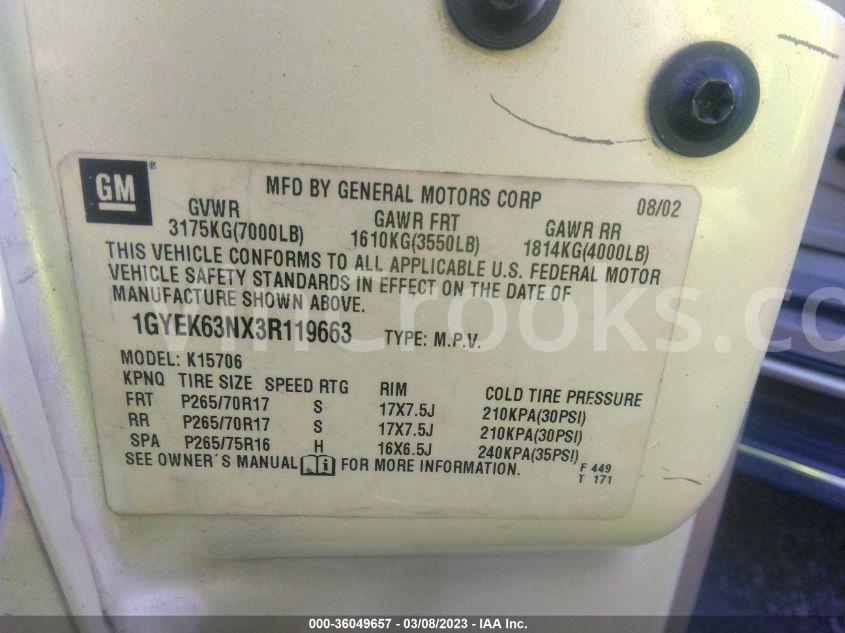 GM ®
MFD BY GENERAL MOTORS CORP 08/02
GVWR GAWR FRT GAWR RR
3175KG(7000LB) 1610KG(3550LB) 1814KG(4000LB)
THIS VEHICLE CONFORMS TO ALL APPLICABLE U.S. FEDERAL MOTOR
VEHICLE SAFETY STANDARDS IN EFFECT ON THE DATE OF
MANUFACTURE SHOWN ABOVE.
1GYEK63NX3R119663 TYPE: M.P.V.
MODEL: K15706
KPNQ TIRE SIZE SPEED RTG RIM COLD TIRE PRESSURE
FRT P265/70R17 S 17X7.5J 210KPA(30PSI)
RR P265/70R17 S 17X7.5J 210KPA(30PSI)
SPA P265/75R16 H 16X6.5J 240KPA(35PSI)
SEE OWNER´S MANUAL i FOR MORE INFORMATION.
F 449
T 171
000-36049657 - 03/08/2023 - IAA Inc.